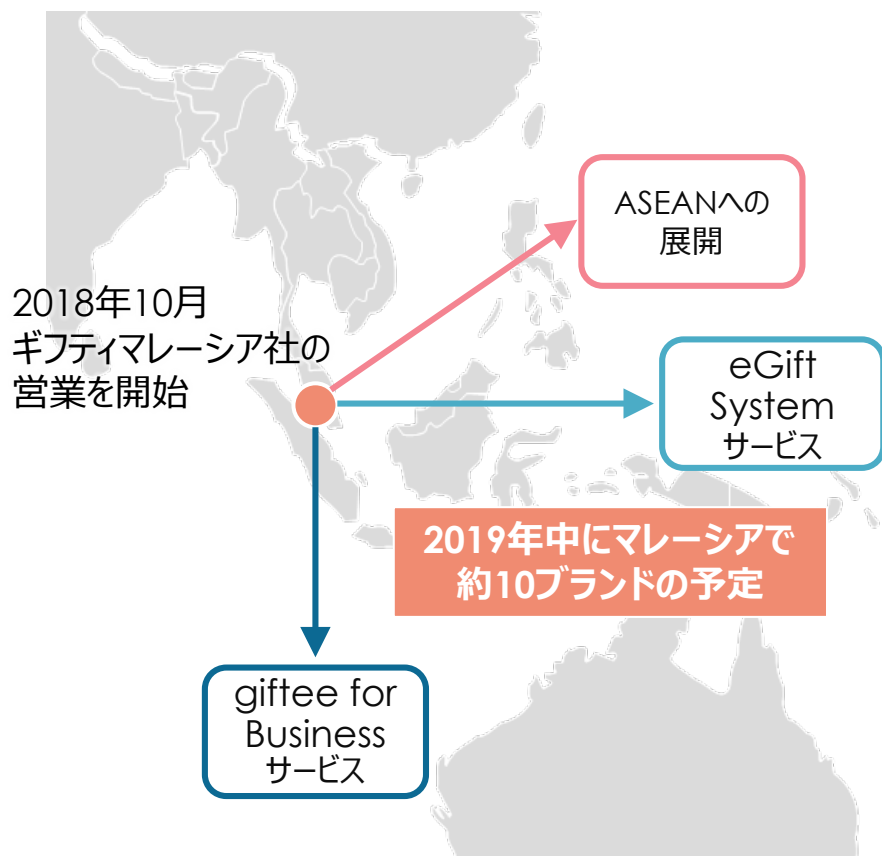 ASEANへの
展開
2018年10月
ギフティマレーシア社の
営業を開始
eGift
System
サービス
2019年中にマレーシアで
約10ブランドの予定
giftee for
Business
サービス